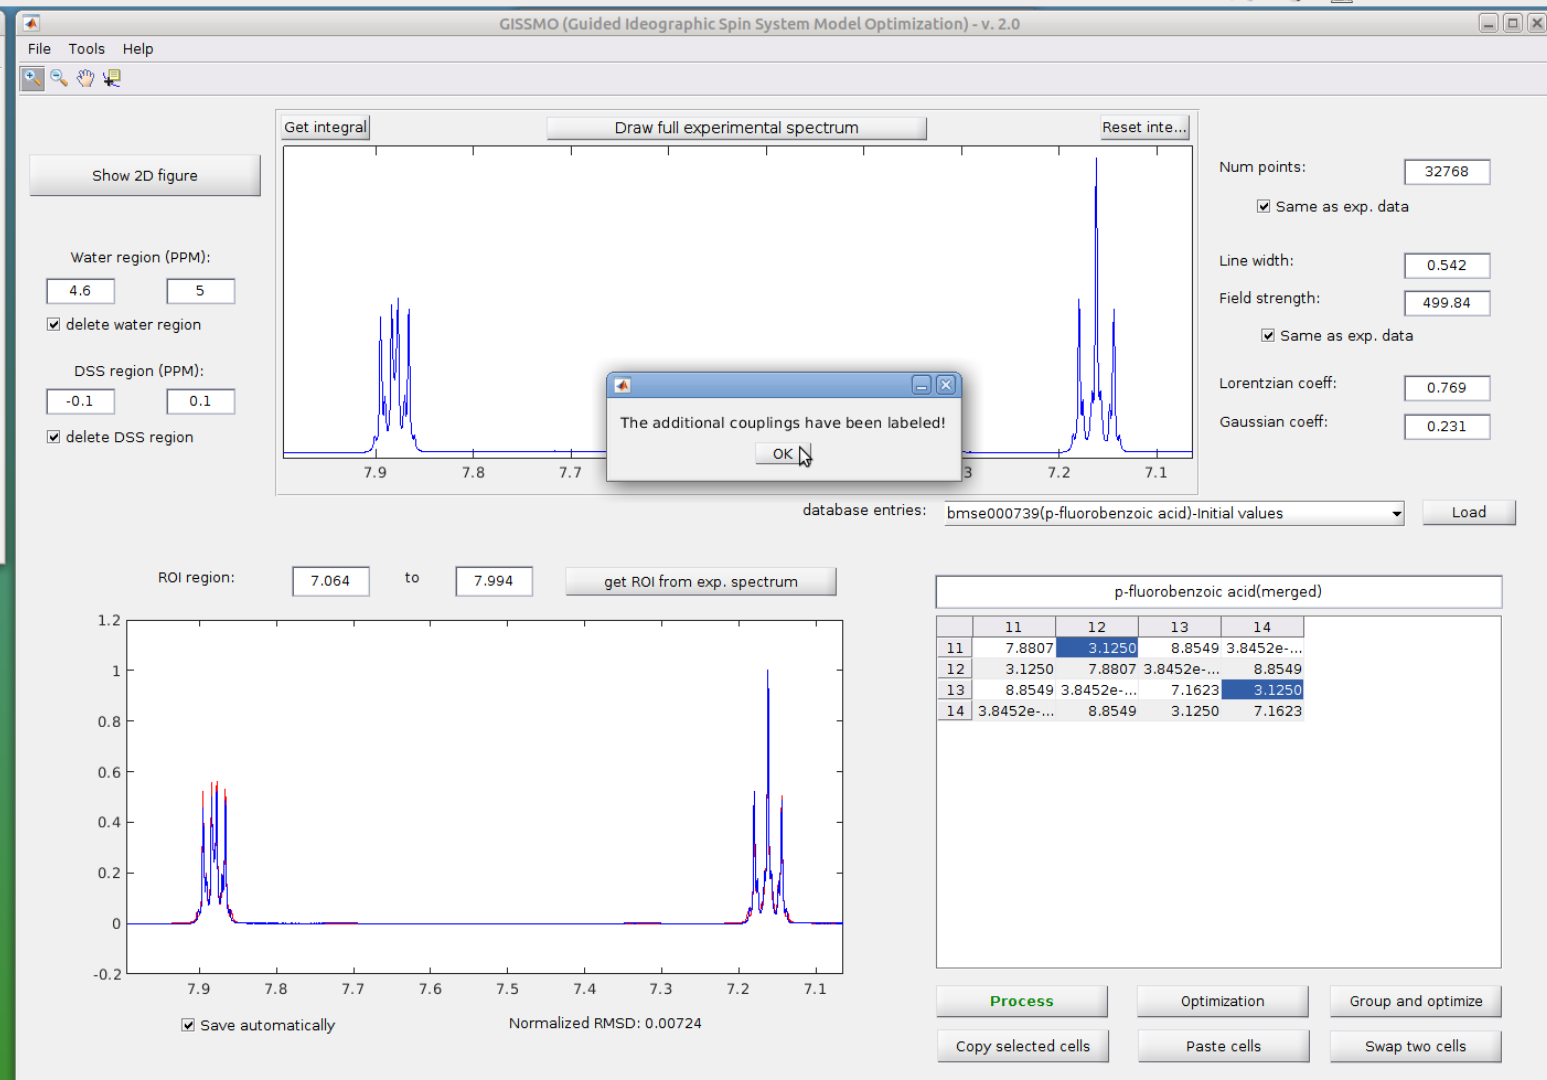 GISSMO (Guided Ideographic Spin System Model Optimization) - v. 2.0
File Tools Help
Get integral
Draw full experimental spectrum
Reset inte...
Show 2D figure
Water region (PPM):
4.6 5
delete water region
DSS region (PPM):
-0.1 0.1
delete DSS region
7.9 7.8 7.7 3 7.2 7.1
The additional couplings have been labeled!
OK
Num points: 32768
Same as exp. data
Line width: 0.542
Field strength: 499.84
Same as exp. data
Lorentzian coeff: 0.769
Gaussian coeff: 0.231
database entries: bmse000739(p-fluorobenzoic acid)-Initial values Load
ROI region: 7.064 to 7.994 get ROI from exp. spectrum
1.2
1
0.8
0.6
0.4
0.2
0
-0.2
7.9 7.8 7.7 7.6 7.5 7.4 7.3 7.2 7.1
Save automatically
Normalized RMSD: 0.00724
p-fluorobenzoic acid(merged)
11 12 13 14
11 7.8807 3.1250 8.8549 3.8452e-...
12 3.1250 7.8807 3.8452e-... 8.8549
13 8.8549 3.8452e-... 7.1623 3.1250
14 3.8452e-... 8.8549 3.1250 7.1623
Process Optimization Group and optimize
Copy selected cells Paste cells Swap two cells